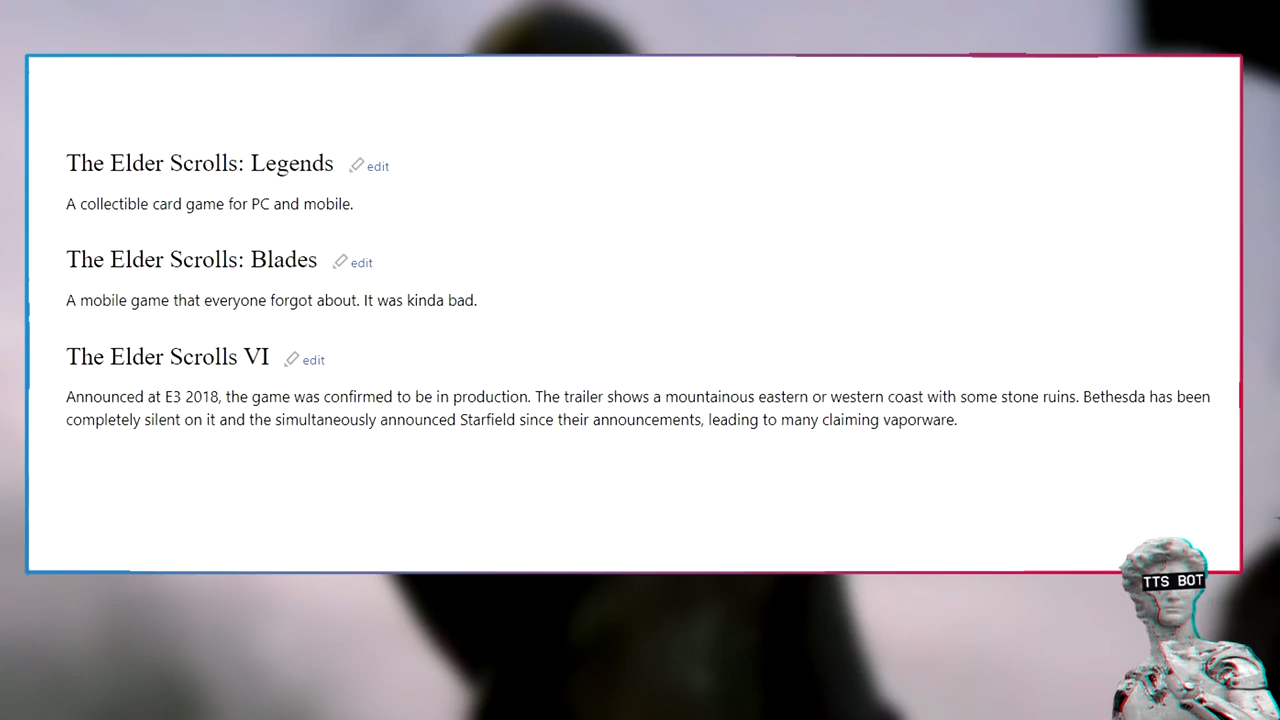 The Elder Scrolls: Legends edit
A collectible card game for PC and mobile.
The Elder Scrolls: Blades edit
A mobile game that everyone forgot about. It was kinda bad.
The Elder Scrolls VI edit
Announced at E3 2018, the game was confirmed to be in production. The trailer shows a mountainous eastern or western coast with some stone ruins. Bethesda has been
completely silent on it and the simultaneously announced Starfield since their announcements, leading to many claiming vaporware.
TTS BOT